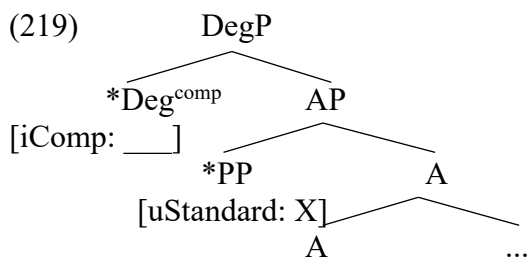 (219) DegP
*Deg^comp AP
[iComp: ___]
*PP A
[uStandard: X]
A ...